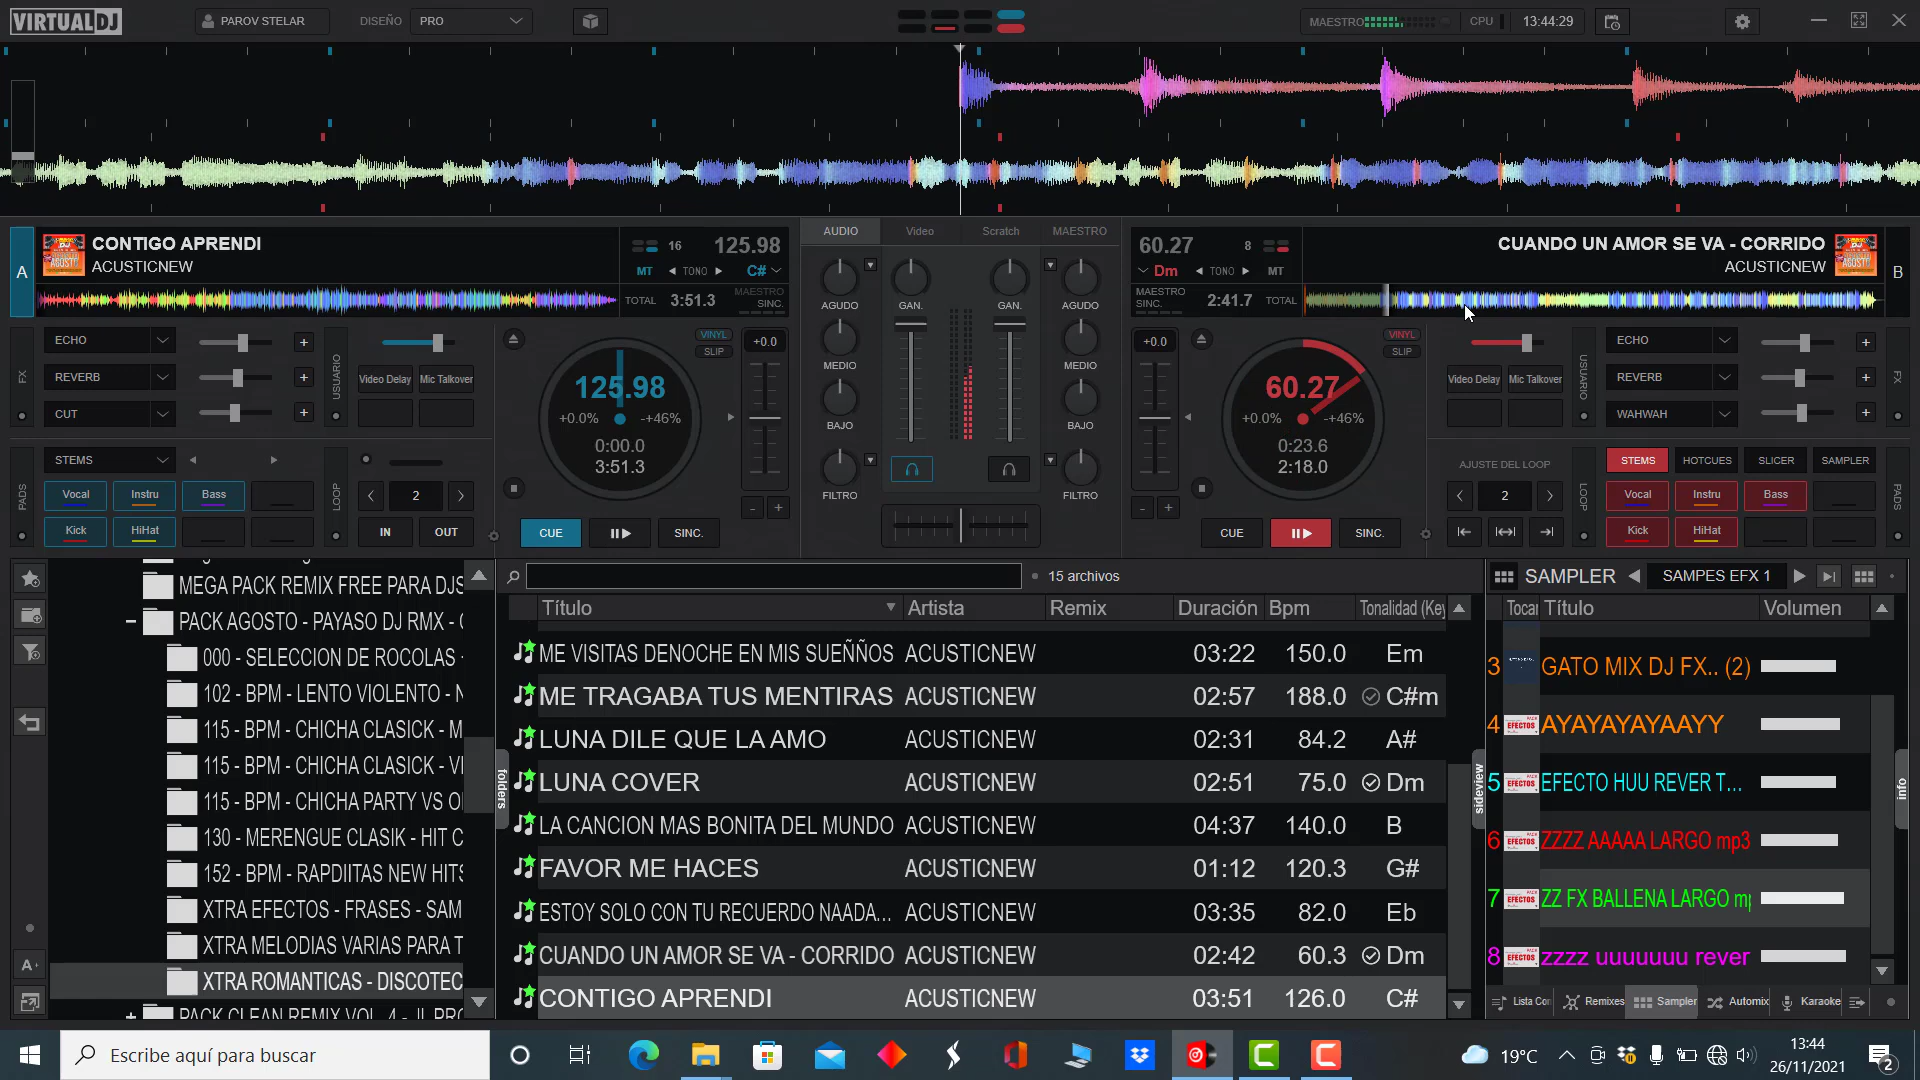 VIRTUALDJ PAROV STELAR DISEÑO PRO MAESTRO CPU 13:44:29
A CONTIGO APRENDI ACUSTICNEW
16 125.98
MT TONO C#
TOTAL 3:51.3 MAESTRO SINC.
AUDIO Video Scratch MAESTRO
60.27 8
Dm TONO MT
MAESTRO SINC. 2:41.7 TOTAL
CUANDO UN AMOR SE VA - CORRIDO
ACUSTICNEW
B
FX
ECHO
REVERB
CUT
USUARIO
Video Delay Mic Talkover
VINYL
SLIP
125.98
+0.0% -+46%
0:00.0
3:51.3
+0.0
AGUDO GAN. GAN. AGUDO
MEDIO MEDIO
BAJO BAJO
FILTRO FILTRO
+0.0
VINYL
SLIP
60.27
+0.0% -+46%
0:23.6
2:18.0
Video Delay Mic Talkover
USUARIO
ECHO
REVERB
WAHWAH
FX
PADS
STEMS
Vocal Instru Bass
Kick HiHat
LOOP
2
IN OUT
CUE SINC.
- +
- +
CUE SINC.
AJUSTE DEL LOOP
2
LOOP
STEMS HOTCUES SLICER SAMPLER
Vocal Instru Bass
Kick HiHat
PADS
MEGA PACK REMIX FREE PARA DJS
PACK AGOSTO - PAYASO DJ RMX - 
000 - SELECCION DE ROCOLAS
102 - BPM - LENTO VIOLENTO - 
115 - BPM - CHICHA CLASICK - M
115 - BPM - CHICHA CLASICK - 
115 - BPM - CHICHA PARTY VS 
130 - MERENGUE CLASIK - HIT C
152 - BPM - RAPDIITAS NEW HITS
XTRA EFECTOS - FRASES - SAM
XTRA MELODIAS VARIAS PARA T
XTRA ROMANTICAS - DISCOTEC
PACK CLEAN REMIX VOL. 4 - 
folders
15 archivos
Título Artista Remix Duración Bpm Tonalidad (Key
ME VISITAS DENOCHE EN MIS SUEÑÑOS ACUSTICNEW 03:22 150.0 Em
ME TRAGABA TUS MENTIRAS ACUSTICNEW 02:57 188.0 C#m
LUNA DILE QUE LA AMO ACUSTICNEW 02:31 84.2 A#
LUNA COVER ACUSTICNEW 02:51 75.0 Dm
LA CANCION MAS BONITA DEL MUNDO ACUSTICNEW 04:37 140.0 B
FAVOR ME HACES ACUSTICNEW 01:12 120.3 G#
ESTOY SOLO CON TU RECUERDO NAADA... ACUSTICNEW 03:35 82.0 Eb
CUANDO UN AMOR SE VA - CORRIDO ACUSTICNEW 02:42 60.3 Dm
CONTIGO APRENDI ACUSTICNEW 03:51 126.0 C#
sideview
SAMPLER SAMPES EFX 1
Tocar Título Volumen
3 GATO MIX DJ FX.. (2)
4 EFECTOS AYAYAYAYAAYY
5 EFECTOS EFECTO HUU REVER T...
6 EFECTOS ZZZZ AAAAA LARGO mp3
7 EFECTOS ZZ FX BALLENA LARGO
8 EFECTOS zzzz uuuuuuu rever
info
Lista Con Remixes Sampler Automix Karaoke
Escribe aquí para buscar
19°C
13:44
26/11/2021
2